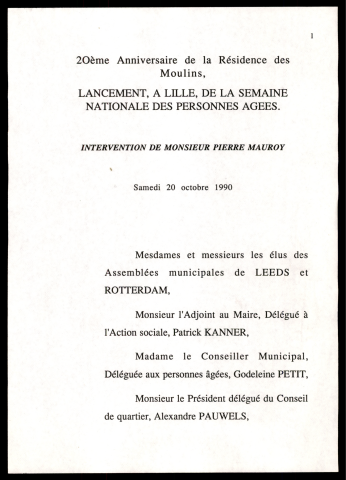 1
20ème Anniversaire de la Résidence des
Moulins,
LANCEMENT, A LILLE, DE LA SEMAINE
NATIONALE DES PERSONNES AGEES.
INTERVENTION DE MONSIEUR PIERRE MAUROY
Samedi 20 octobre 1990
Mesdames et messieurs les élus des
Assemblées municipales de LEEDS et
ROTTERDAM,
Monsieur l'Adjoint au Maire, Délégué à
l'Action sociale, Patrick KANNER,
Madame le Conseiller Municipal,
Déléguée aux personnes âgées, Godeleine PETIT,
Monsieur le Président délégué du Conseil
de quartier, Alexandre PAUWELS,